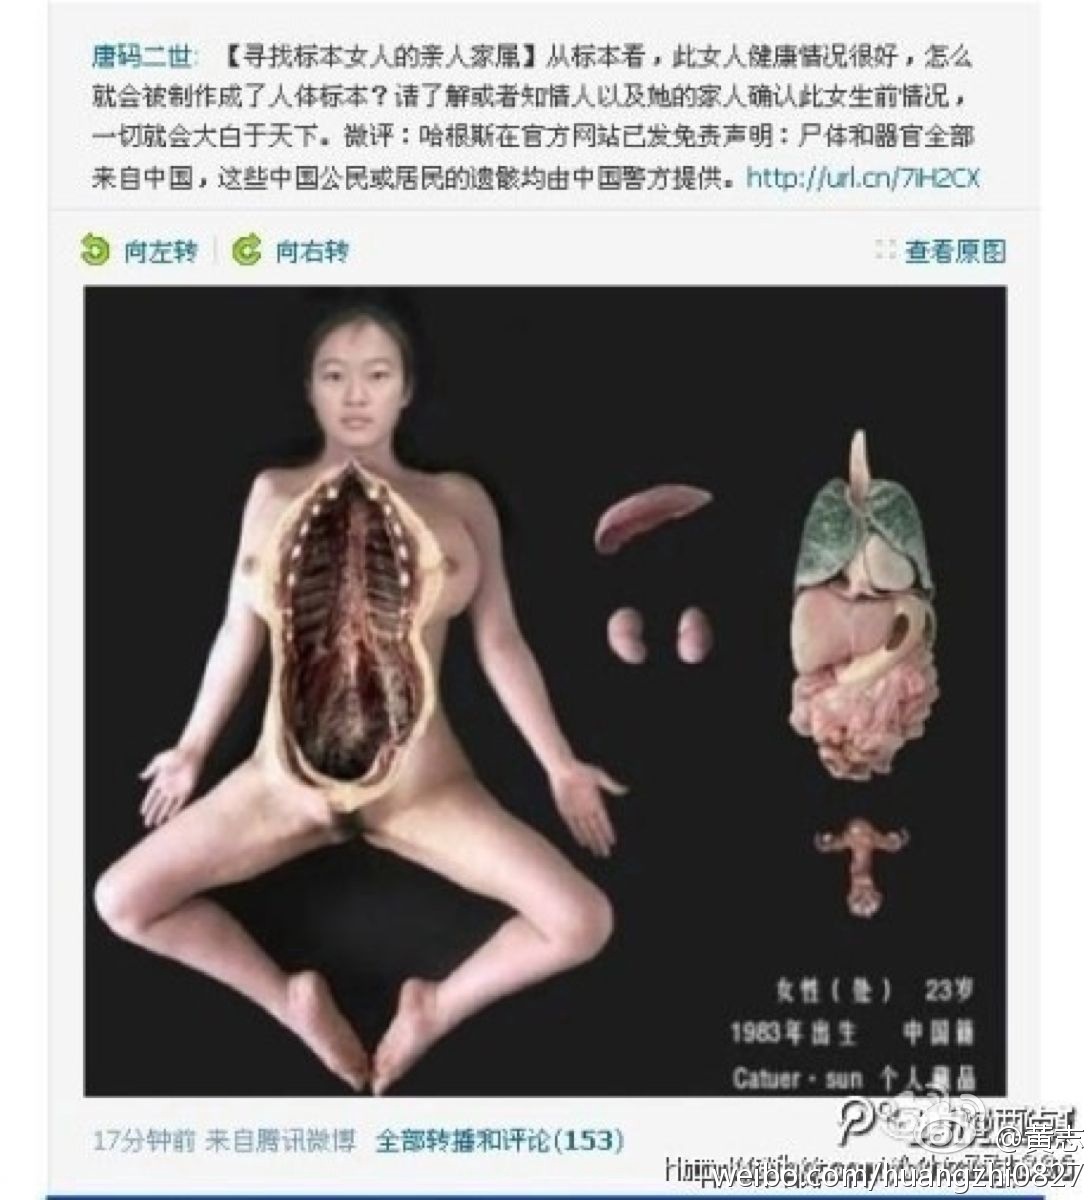 唐码二世：【寻找标本女人的亲人家属】从标本看，此女人健康情况很好，怎么
就会被制作成了人体标本？请了解或者知情人以及她的家人确认此女生前情况，
一切就会大白于天下。微评：哈根斯在官方网站已发免责声明：尸体和器官全部
来自中国，这些中国公民或居民的遗骸均由中国警方提供。http://url.cn/7iH2CX
向左转 向右转 查看原图
女性（处） 23岁
1983年出生 中国籍
Catuer·sun 个人藏品
17分钟前 来自腾讯微博 全部转播和评论(153)
@黄志
weibo.com/huangzhi0827